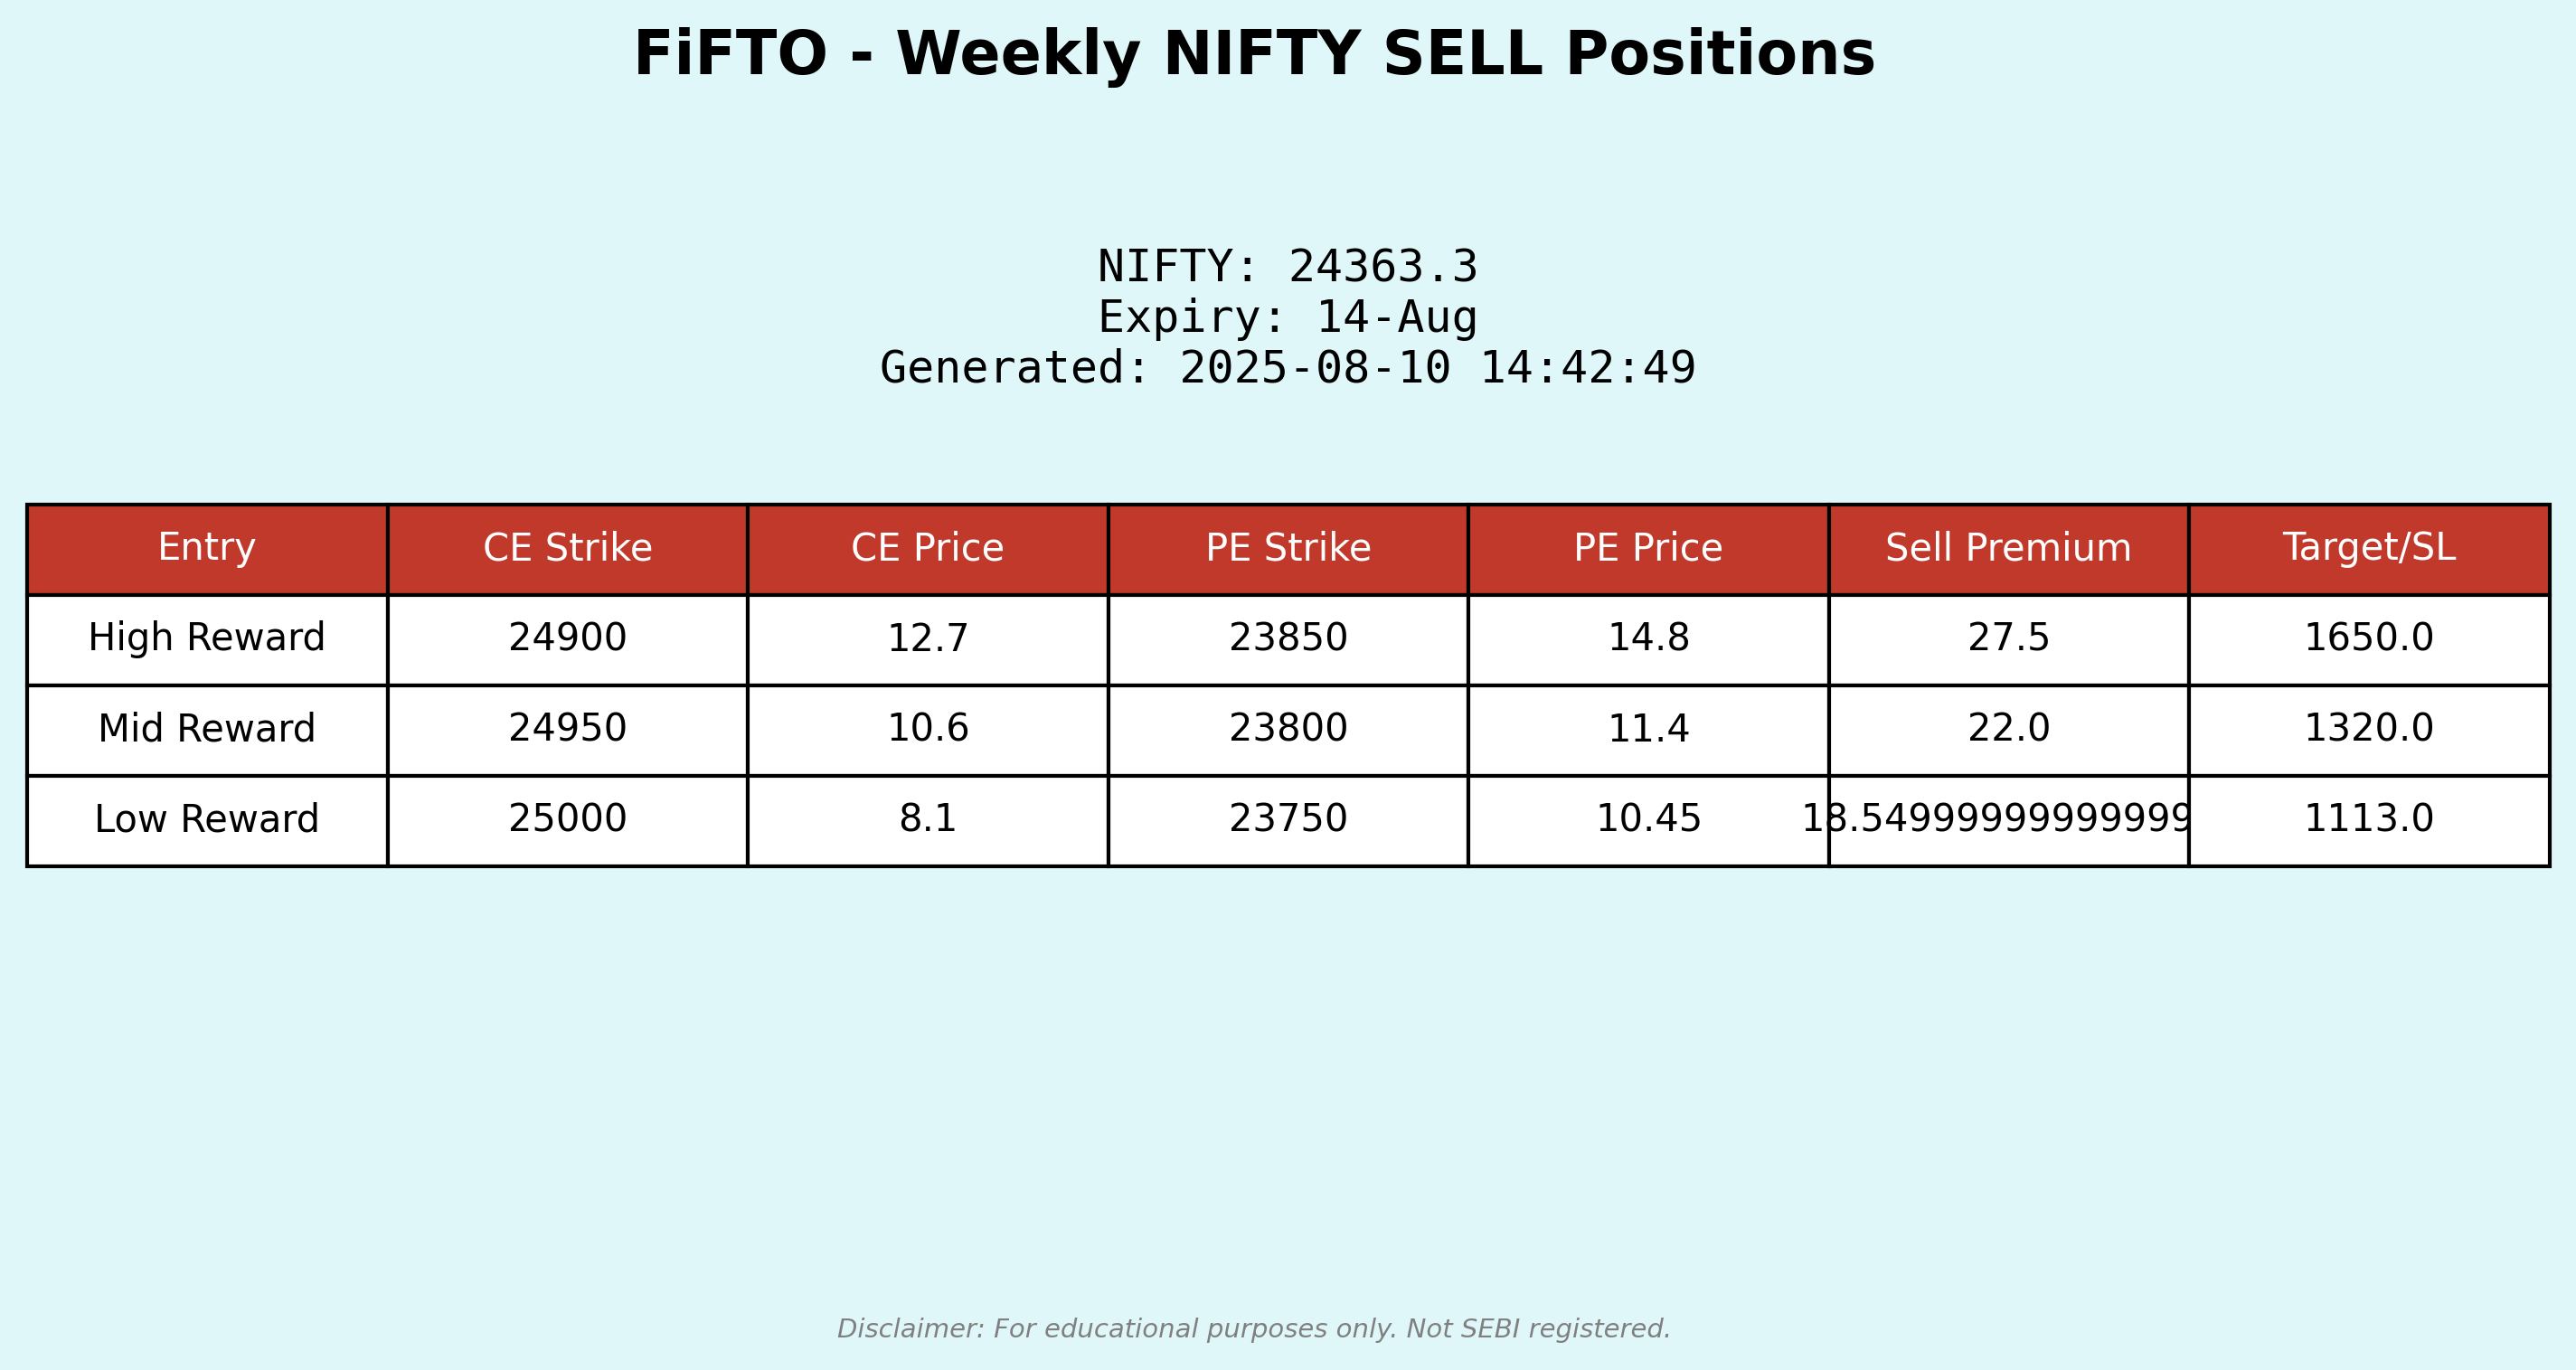 FiFTO - Weekly NIFTY SELL Positions
NIFTY: 24363.3
Expiry: 14-Aug
Generated: 2025-08-10 14:42:49
Entry CE Strike CE Price PE Strike PE Price Sell Premium Target/SL
High Reward 24900 12.7 23850 14.8 27.5 1650.0
Mid Reward 24950 10.6 23800 11.4 22.0 1320.0
Low Reward 25000 8.1 23750 10.45 18.54999999999999 1113.0
Disclaimer: For educational purposes only. Not SEBI registered.